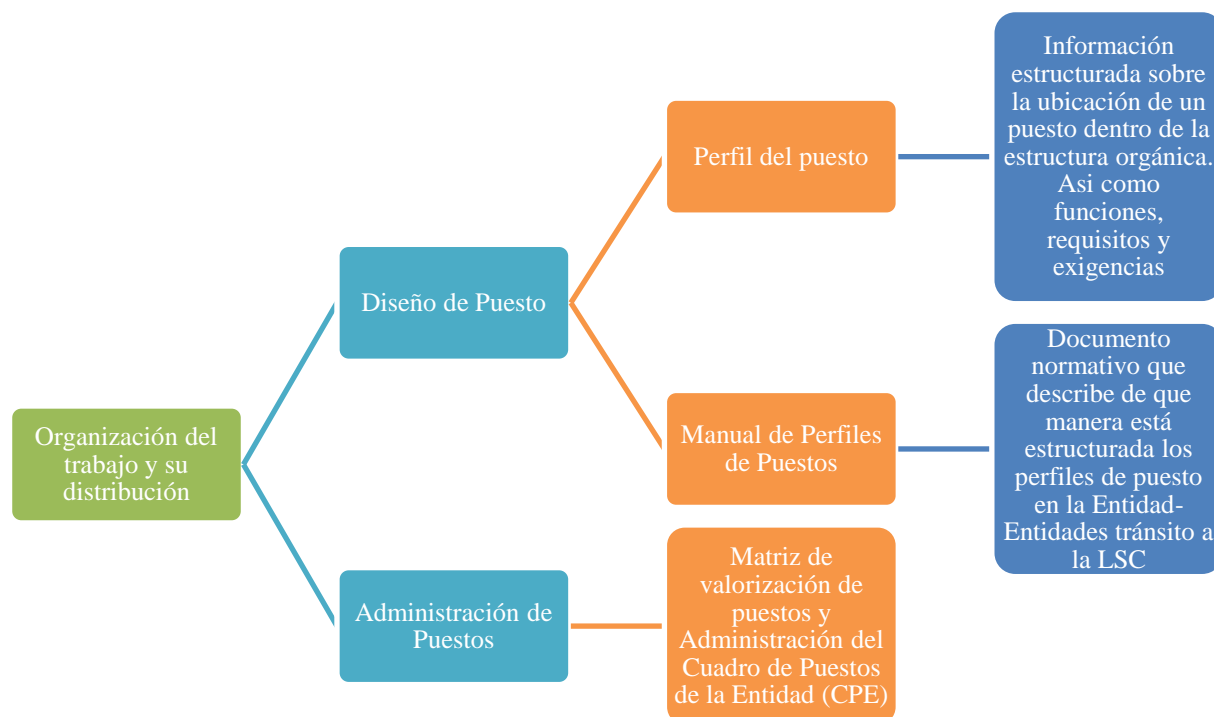 Organización del
trabajo y su
distribución
Diseño de Puesto
Perfil del puesto
Información
estructurada sobre
la ubicación de un
puesto dentro de la
estructura orgánica.
Asi como
funciones,
requisitos y
exigencias
Manual de Perfiles
de Puestos
Documento
normativo que
describe de que
manera está
estructurada los
perfiles de puesto
en la Entidad-
Entidades tránsito a
la LSC
Administración de
Puestos
Matriz de
valorización de
puestos y
Administración del
Cuadro de Puestos
de la Entidad (CPE)